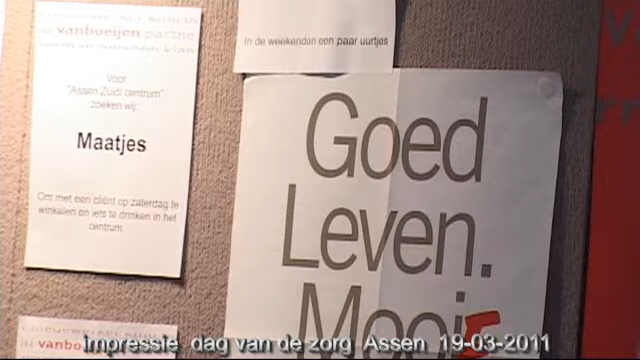 vanboeijen partne
Voor
"Assen Zuid/ centrum"
zoeken wij:
Maatjes
Om met een cliënt op zaterdag te
winkelen en iets te drinken in het
centrum
In de weekenden een paar uurtjes
Goed
Leven.
Mooi
vanbo
impressie dag van de zorg Assen 19-03-2011